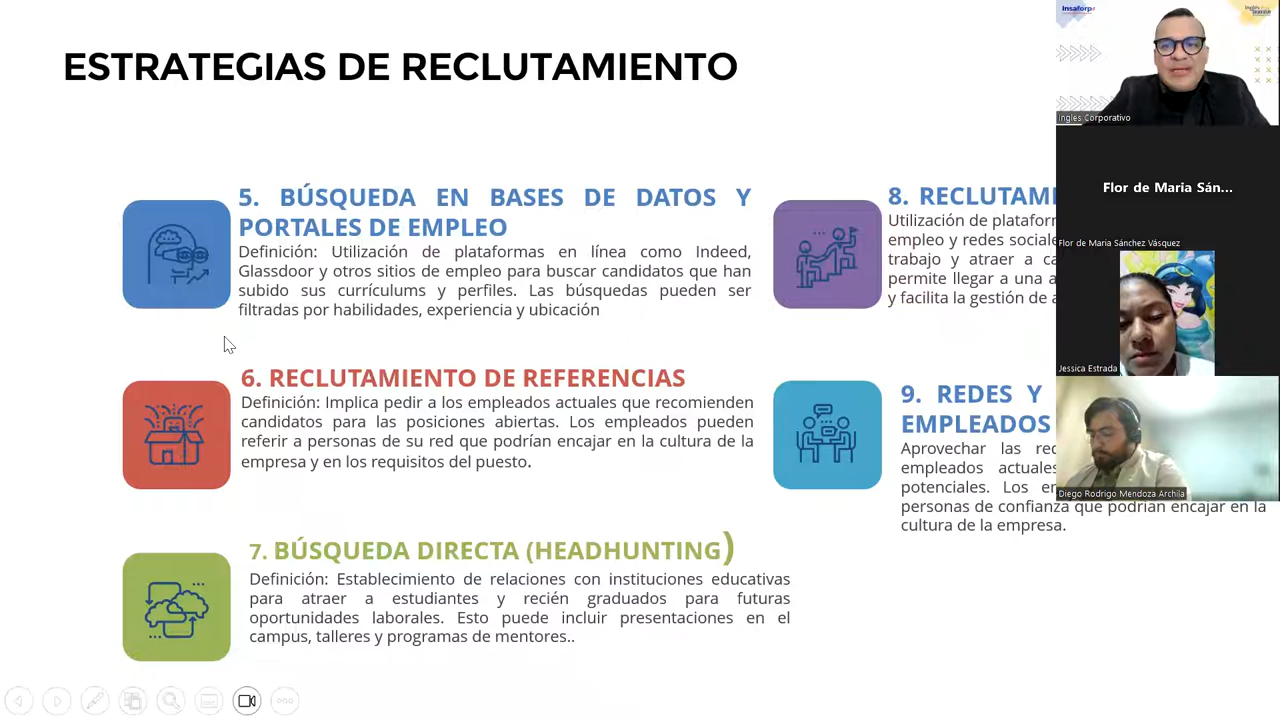 ESTRATEGIAS DE RECLUTAMIENTO
5. BÚSQUEDA EN BASES DE DATOS Y
PORTALES DE EMPLEO
Definición: Utilización de plataformas en línea como Indeed,
Glassdoor y otros sitios de empleo para buscar candidatos que han
subido sus currículums y perfiles. Las búsquedas pueden ser
filtradas por habilidades, experiencia y ubicación
6. RECLUTAMIENTO DE REFERENCIAS
Definición: Implica pedir a los empleados actuales que recomienden
candidatos para las posiciones abiertas. Los empleados pueden
referir a personas de su red que podrían encajar en la cultura de la
empresa y en los requisitos del puesto.
7. BÚSQUEDA DIRECTA (HEADHUNTING)
Definición: Establecimiento de relaciones con instituciones educativas
para atraer a estudiantes y recién graduados para futuras
oportunidades laborales. Esto puede incluir presentaciones en el
campus, talleres y programas de mentores..
8. RECLUTAMI
Utilización de platafor
empleo y redes sociale
trabajo y atraer a ca
permite llegar a una a
y facilita la gestión de a
9. REDES Y
EMPLEADOS
Aprovechar las rec
empleados actuales
potenciales. Los en
personas de confianza que podrían encajar en la
cultura de la empresa.
Insaforp
Ingles Corporativo
Flor de Maria Sán...
Flor de Maria Sánchez Vásquez
Jessica Estrada
Diego Rodrigo Mendoza Archila